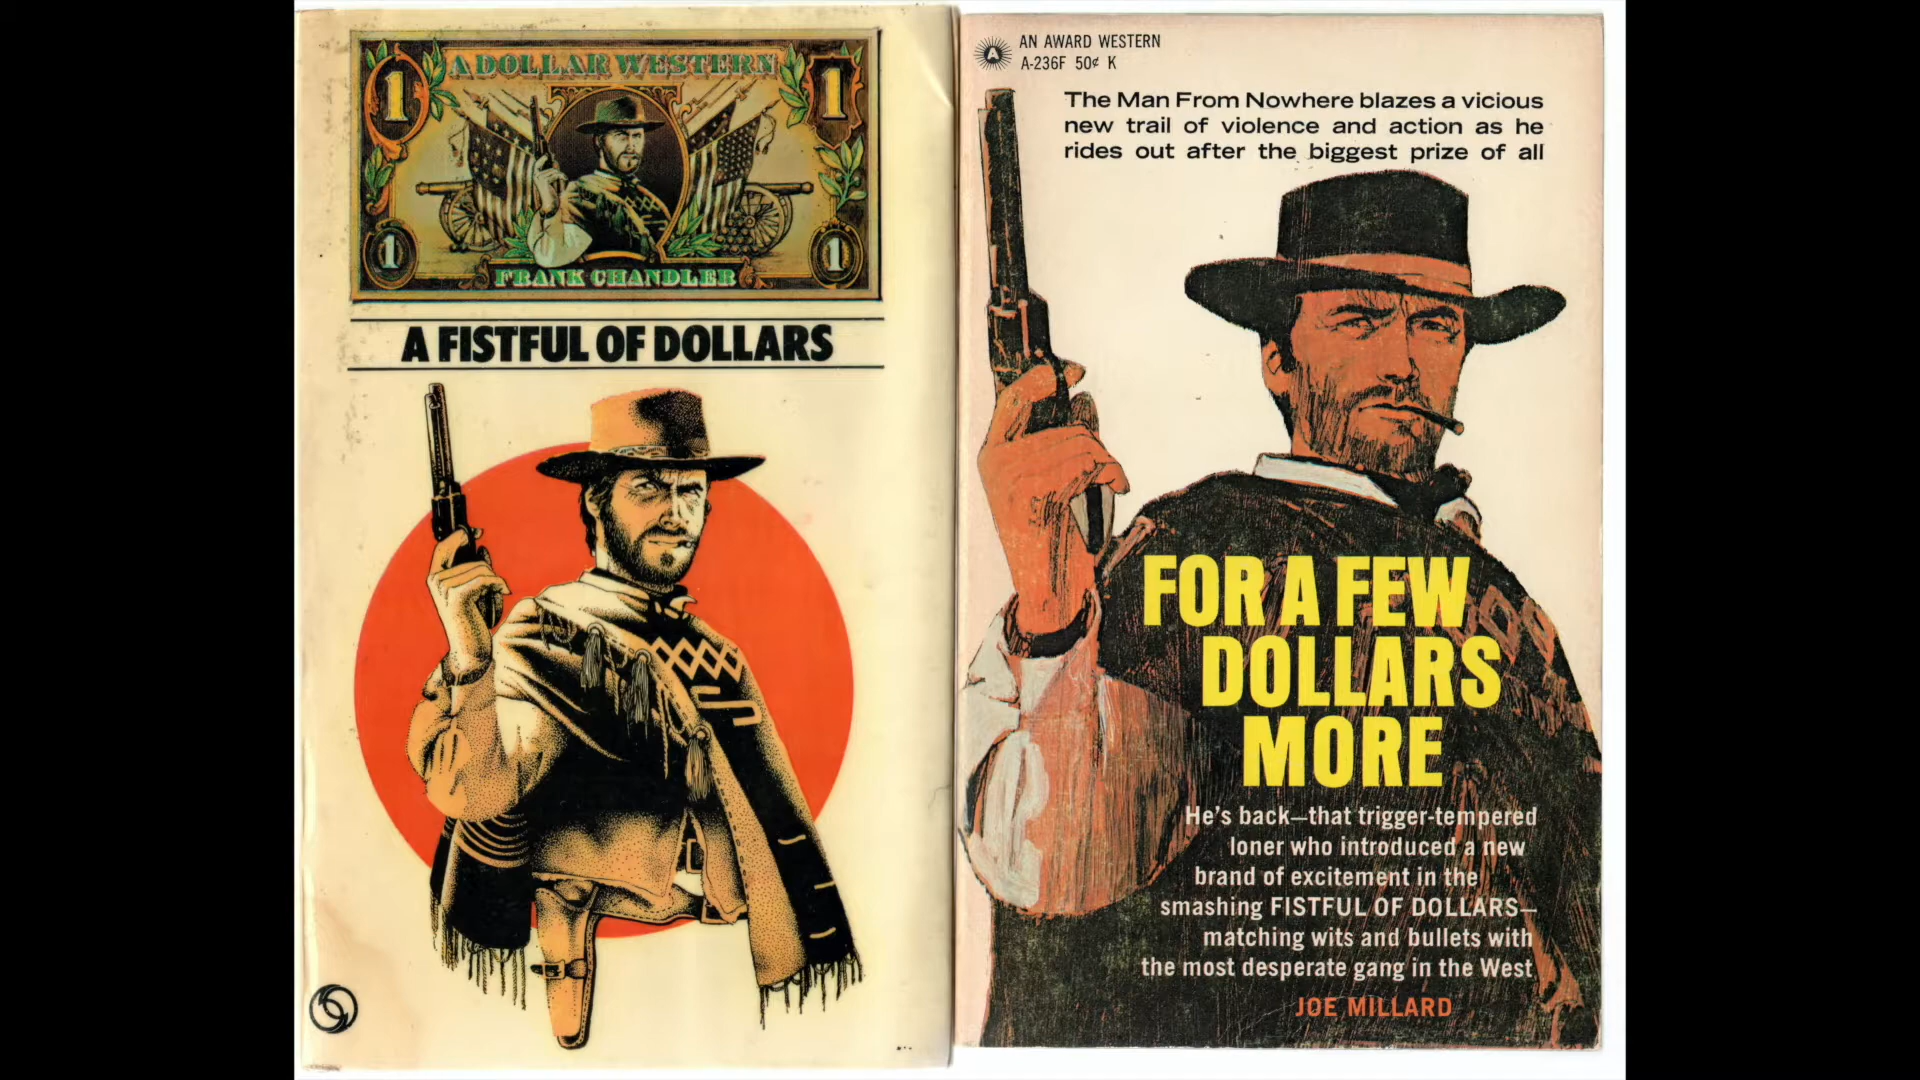 1
A DOLLAR WESTERN
1
1
FRANK CHANDLER
1
A FISTFUL OF DOLLARS
A
AN AWARD WESTERN
A-236F 50¢ K
The Man From Nowhere blazes a vicious
new trail of violence and action as he
rides out after the biggest prize of all
FOR A FEW
DOLLARS
MORE
He's back—that trigger-tempered
loner who introduced a new
brand of excitement in the
smashing FISTFUL OF DOLLARS—
matching wits and bullets with
the most desperate gang in the West
JOE MILLARD